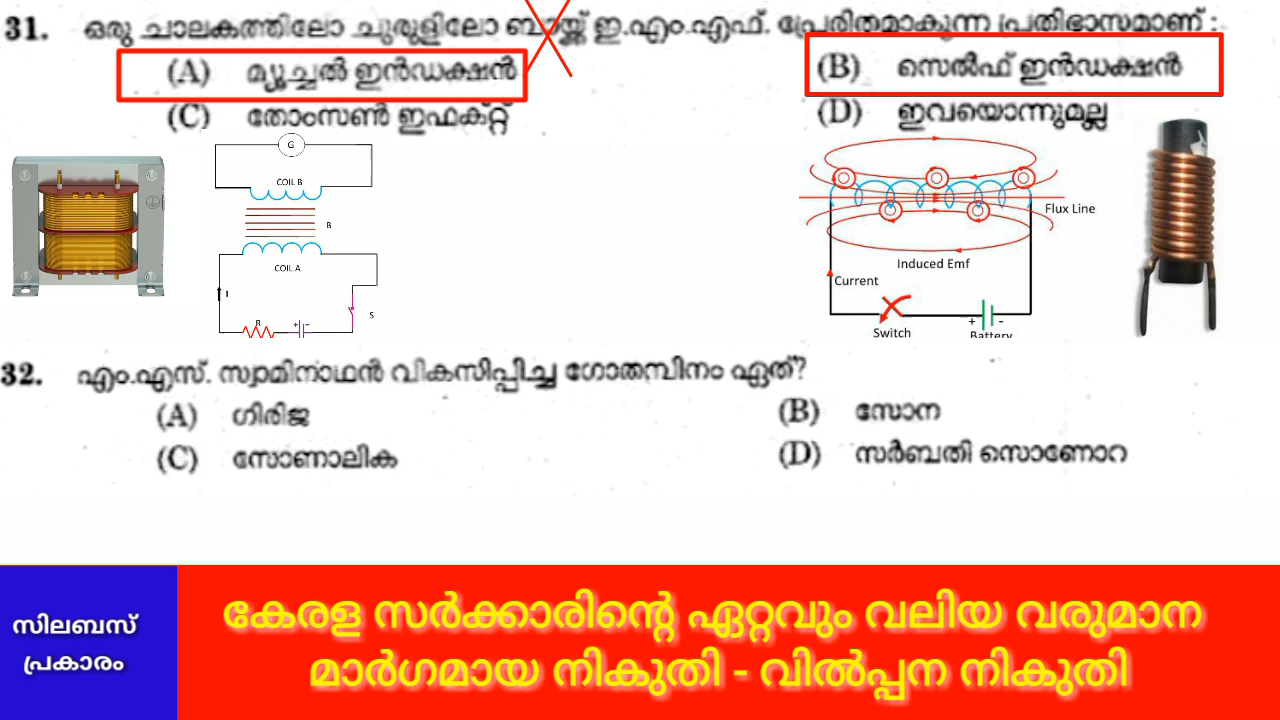 31. ഒരു ചാലകത്തിലോ ചുരുളിലോ ബായ്ക്ക് ഇ.എം.എഫ്. പ്രേരിതമാകുന്ന പ്രതിഭാസമാണ് :
(A) മ്യൂച്ചൽ ഇൻഡക്ഷൻ (B) സെൽഫ് ഇൻഡക്ഷൻ
(C) തോംസൺ ഇഫക്റ്റ് (D) ഇവയൊന്നുമല്ല
G
COIL B
B
COIL A
I
R
+ -
S
Flux Line
Induced Emf
Current
Switch
+ -
Battery
32. എം.എസ്. സ്വാമിനാഥൻ വികസിപ്പിച്ച ഗോതമ്പിനം ഏത്?
(A) ഗിരിജ (B) സോന
(C) സോണാലിക (D) സർബതി സൊണോറ
സിലബസ്
പ്രകാരം
കേരള സർക്കാരിന്റെ ഏറ്റവും വലിയ വരുമാന
മാർഗമായ നികുതി - വിൽപ്പന നികുതി